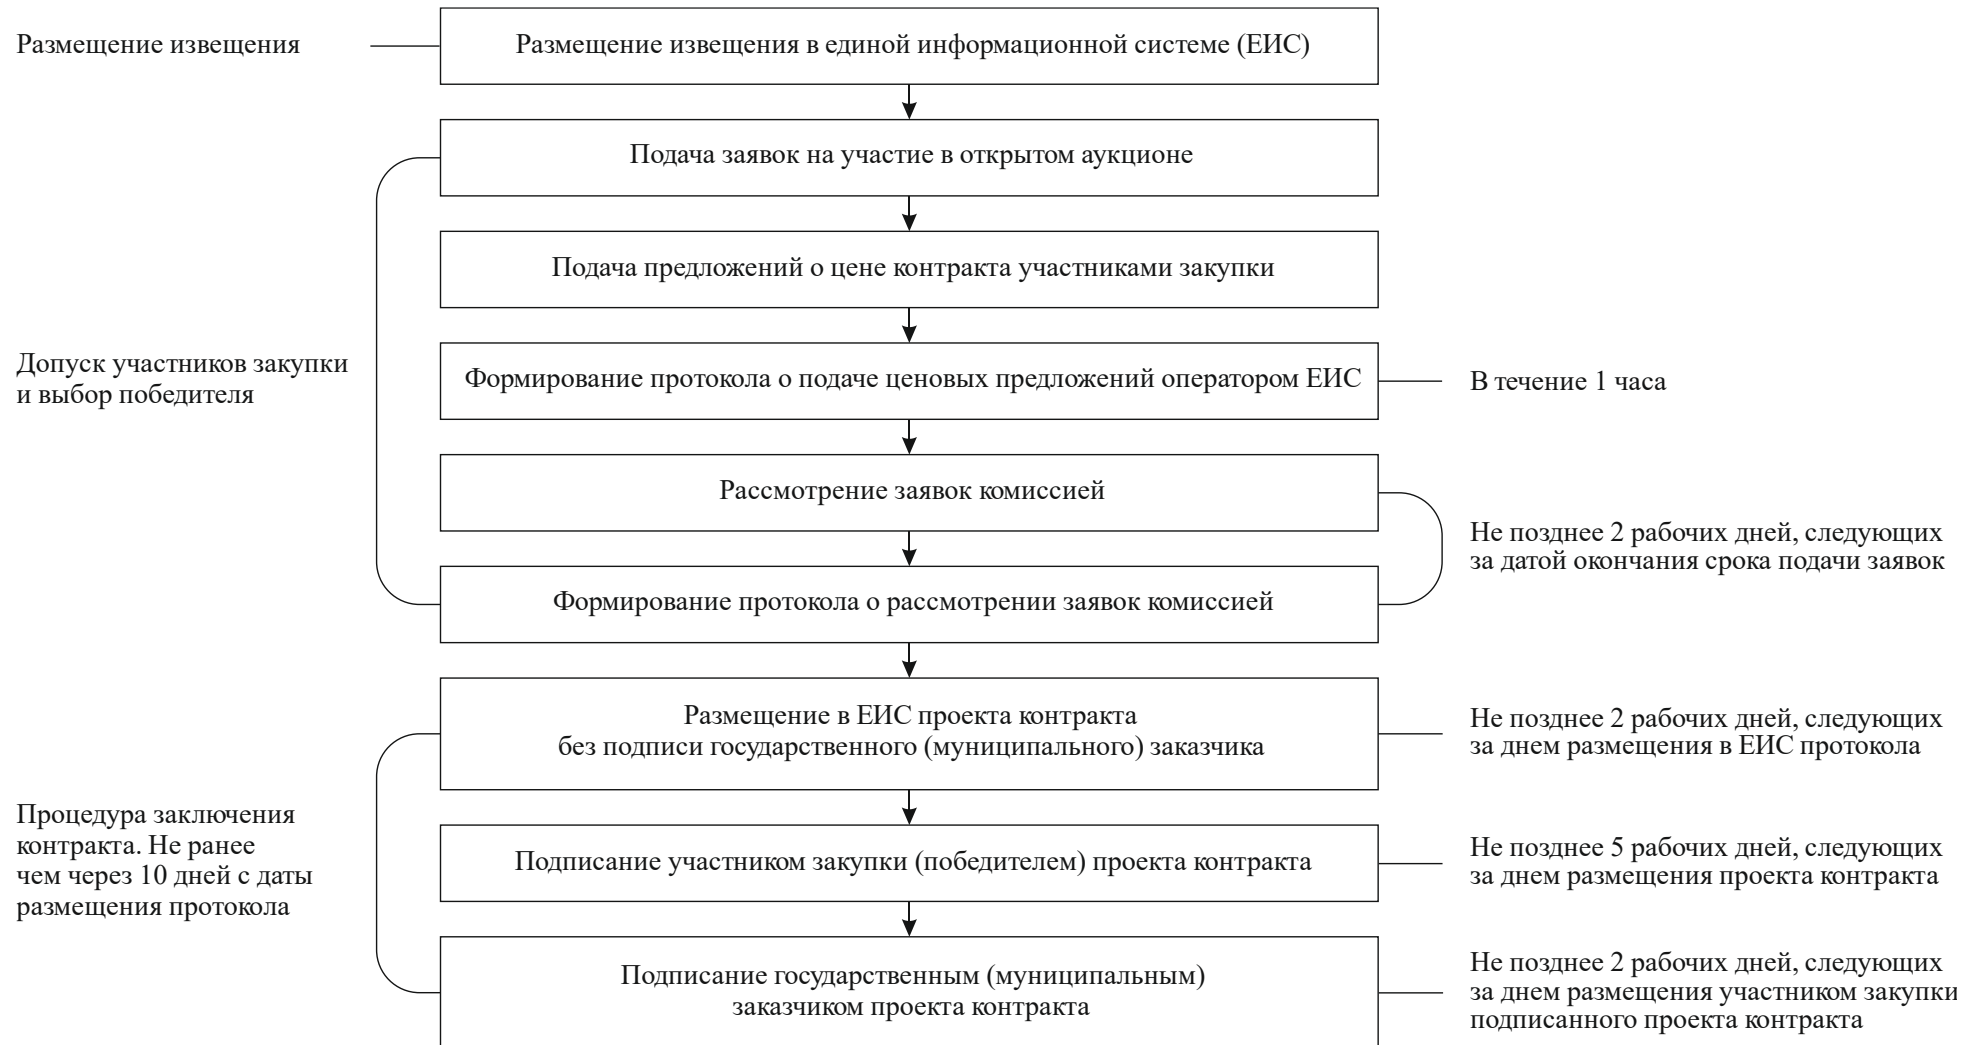 Размещение извещения
Размещение извещения в единой информационной системе (ЕИС)
Подача заявок на участие в открытом аукционе
Подача предложений о цене контракта участниками закупки
Допуск участников закупки
и выбор победителя
Формирование протокола о подаче ценовых предложений оператором ЕИС
В течение 1 часа
Рассмотрение заявок комиссией
Не позднее 2 рабочих дней, следующих
за датой окончания срока подачи заявок
Формирование протокола о рассмотрении заявок комиссией
Размещение в ЕИС проекта контракта
без подписи государственного (муниципального) заказчика
Не позднее 2 рабочих дней, следующих
за днем размещения в ЕИС протокола
Процедура заключения
контракта. Не ранее
чем через 10 дней с даты
размещения протокола
Подписание участником закупки (победителем) проекта контракта
Не позднее 5 рабочих дней, следующих
за днем размещения проекта контракта
Подписание государственным (муниципальным)
заказчиком проекта контракта
Не позднее 2 рабочих дней, следующих
за днем размещения участником закупки
подписанного проекта контракта